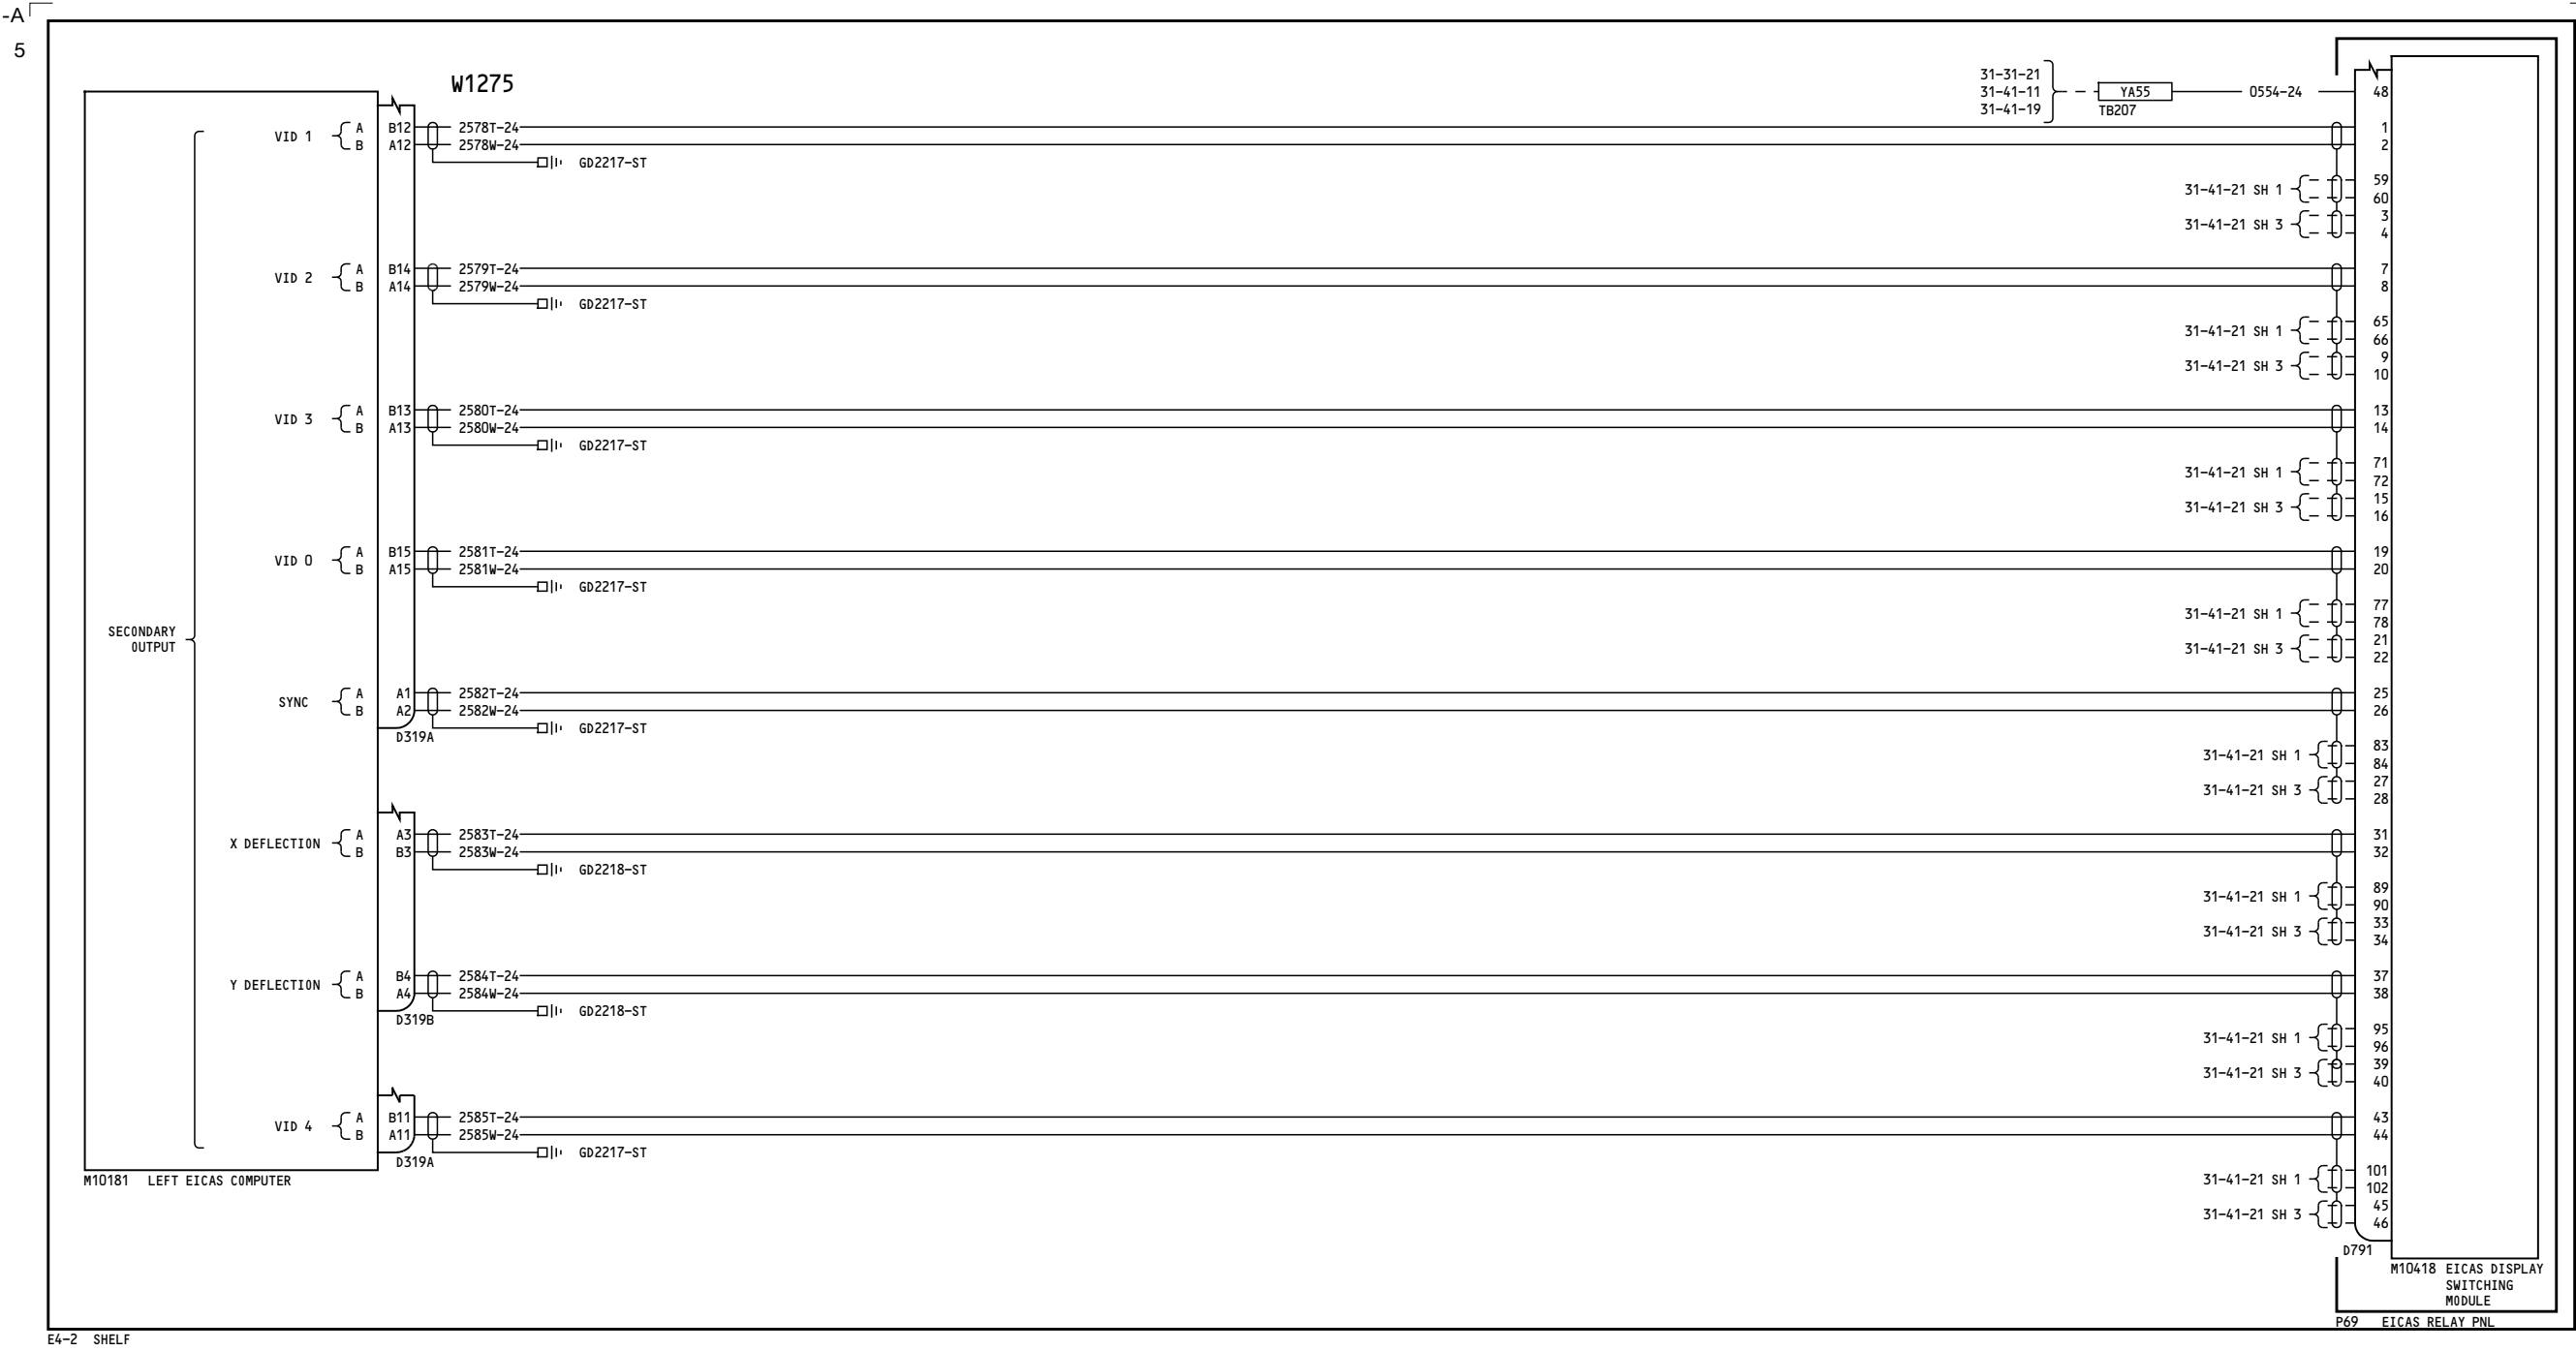 -A
5
W1275
31-31-21
31-41-11
31-41-19
YA55
TB207
0554-24
48
VID 1
A B12 2578T-24 1
B A12 2578W-24 2
GD2217-ST
31-41-21 SH 1
59
60
31-41-21 SH 3
3
4
VID 2
A B14 2579T-24 7
B A14 2579W-24 8
GD2217-ST
31-41-21 SH 1
65
66
31-41-21 SH 3
9
10
VID 3
A B13 2580T-24 13
B A13 2580W-24 14
GD2217-ST
31-41-21 SH 1
71
72
31-41-21 SH 3
15
16
VID 0
A B15 2581T-24 19
B A15 2581W-24 20
GD2217-ST
31-41-21 SH 1
77
78
31-41-21 SH 3
21
22
SECONDARY
OUTPUT
SYNC
A A1 2582T-24 25
B A2 2582W-24 26
GD2217-ST
D319A
31-41-21 SH 1
83
84
31-41-21 SH 3
27
28
X DEFLECTION
A A3 2583T-24 31
B B3 2583W-24 32
GD2218-ST
31-41-21 SH 1
89
90
31-41-21 SH 3
33
34
Y DEFLECTION
A B4 2584T-24 37
B A4 2584W-24 38
GD2218-ST
D319B
31-41-21 SH 1
95
96
31-41-21 SH 3
39
40
VID 4
A B11 2585T-24 43
B A11 2585W-24 44
GD2217-ST
D319A
31-41-21 SH 1
101
102
31-41-21 SH 3
45
46
M10181 LEFT EICAS COMPUTER
D791
M10418 EICAS DISPLAY
SWITCHING
MODULE
P69 EICAS RELAY PNL
E4-2 SHELF